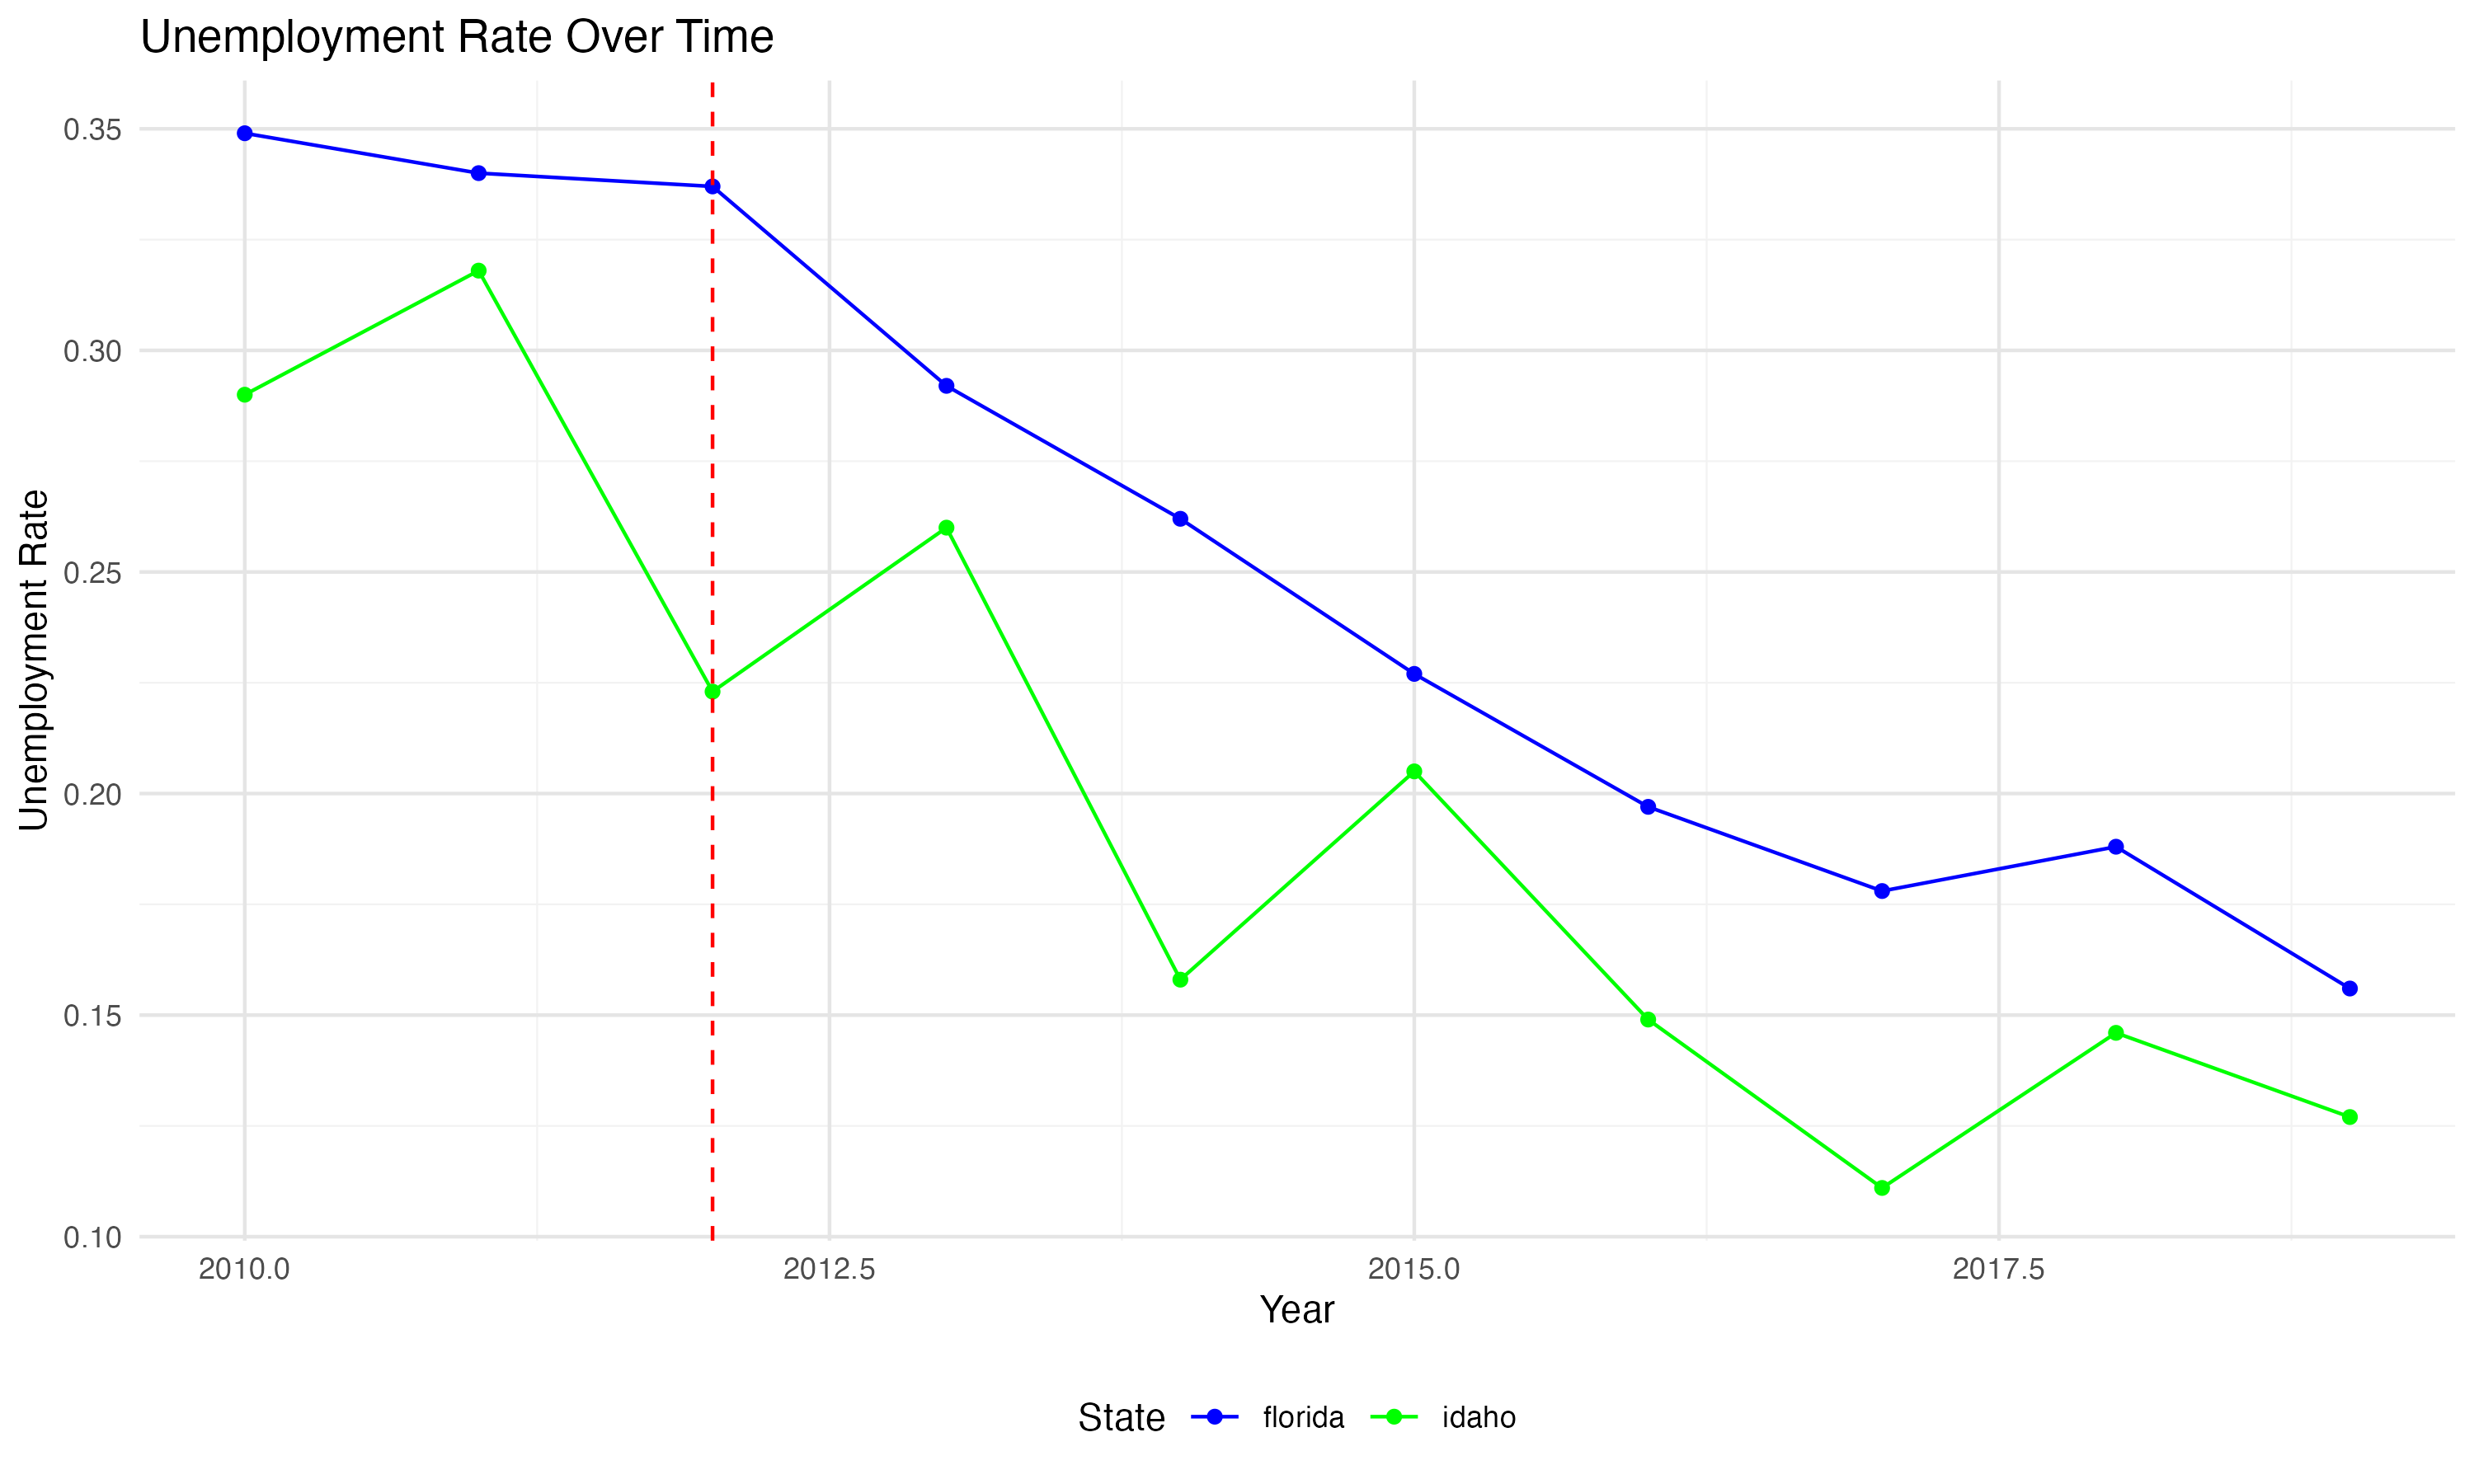 Unemployment Rate Over Time
Unemployment Rate
0.35
0.30
0.25
0.20
0.15
0.10
2010.0 2012.5 2015.0 2017.5
Year
State florida idaho